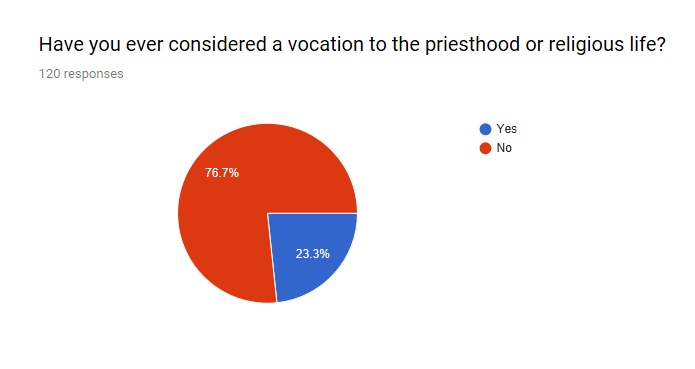 Have you ever considered a vocation to the priesthood or religious life?
120 responses
Yes
No
76.7%
23.3%